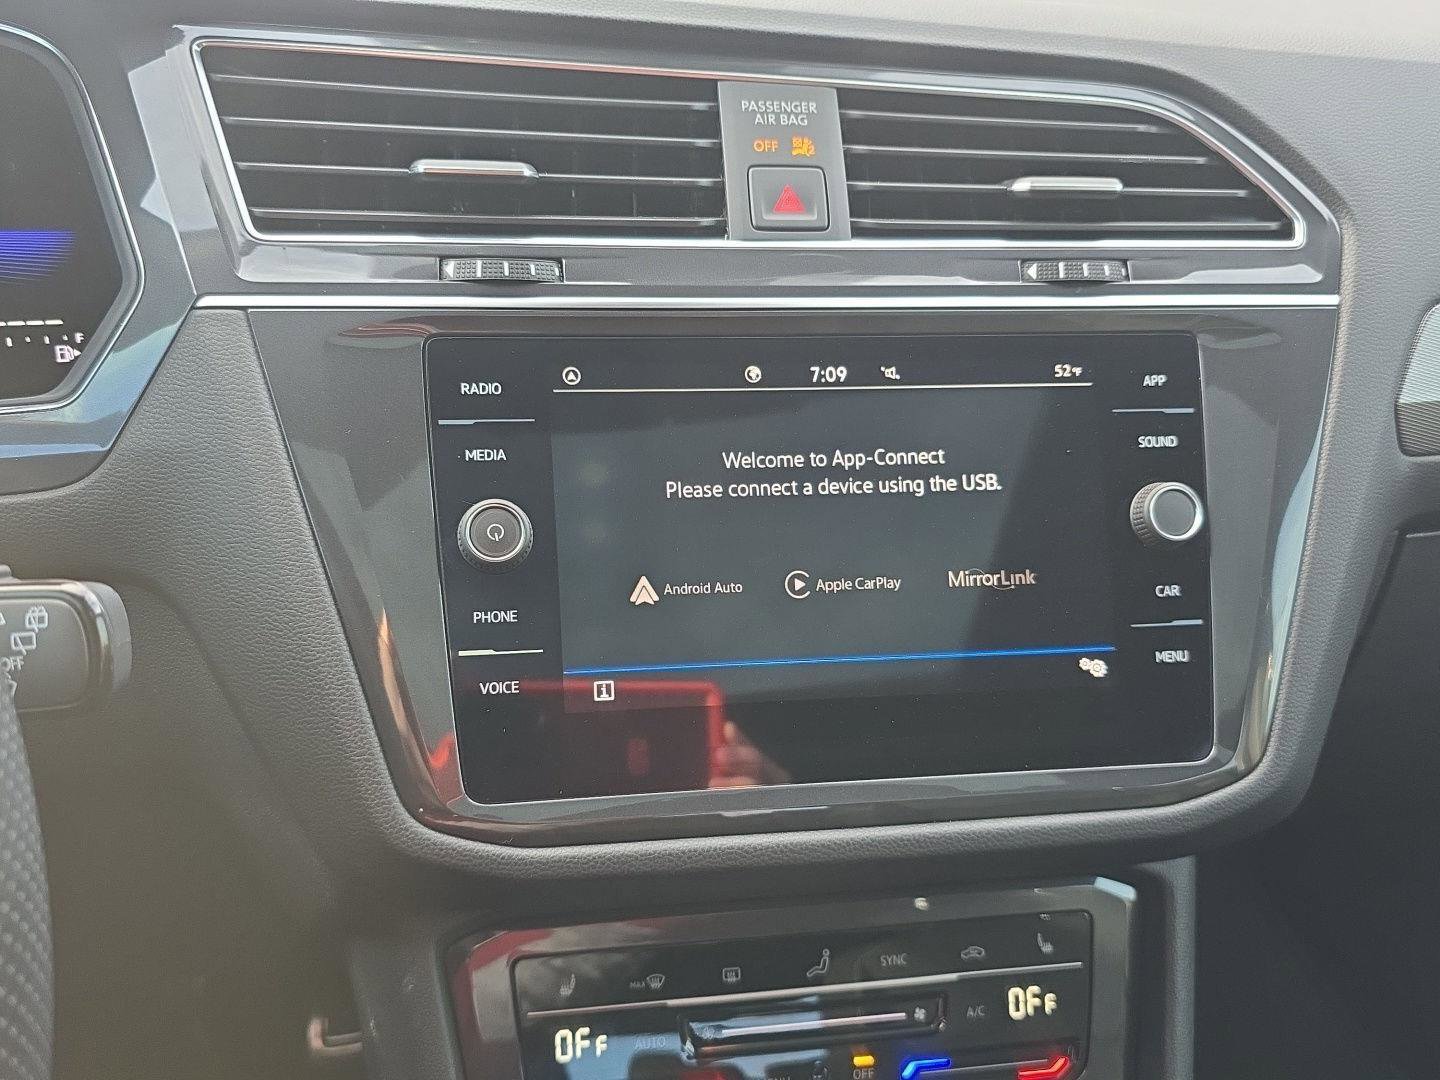 PASSENGER
AIR BAG
OFF
RADIO
7:09
52°F
APP
MEDIA
SOUND
Welcome to App-Connect
Please connect a device using the USB.
Android Auto
Apple CarPlay
MirrorLink
PHONE
CAR
VOICE
MENU
i
F
OFF
MAX
SYNC
A/C
OFF
OFF
AUTO
OFF